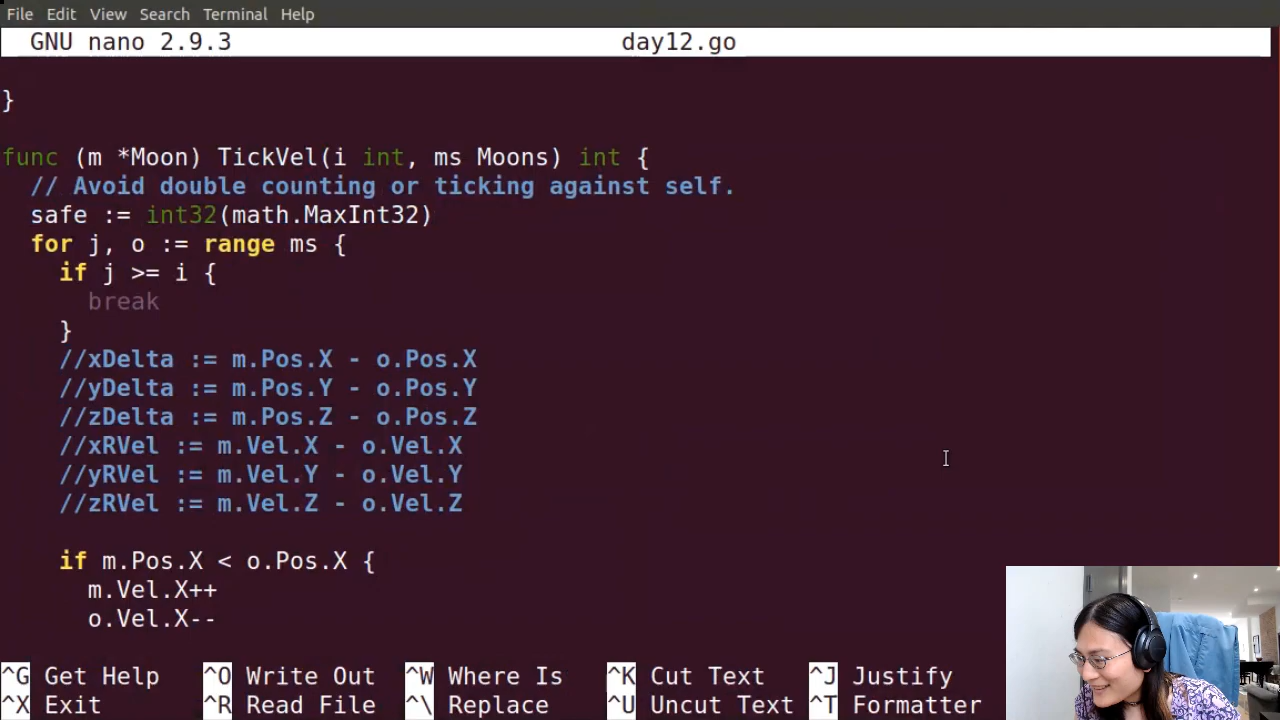 File Edit View Search Terminal Help
GNU nano 2.9.3 day12.go
}
func (m *Moon) TickVel(i int, ms Moons) int {
// Avoid double counting or ticking against self.
safe := int32(math.MaxInt32)
for j, o := range ms {
if j >= i {
break
}
//xDelta := m.Pos.X - o.Pos.X
//yDelta := m.Pos.Y - o.Pos.Y
//zDelta := m.Pos.Z - o.Pos.Z
//xRVel := m.Vel.X - o.Vel.X
//yRVel := m.Vel.Y - o.Vel.Y
//zRVel := m.Vel.Z - o.Vel.Z
if m.Pos.X < o.Pos.X {
m.Vel.X++
o.Vel.X--
^G Get Help ^O Write Out ^W Where Is ^K Cut Text ^J Justify
^X Exit ^R Read File ^\ Replace ^U Uncut Text ^T Formatter